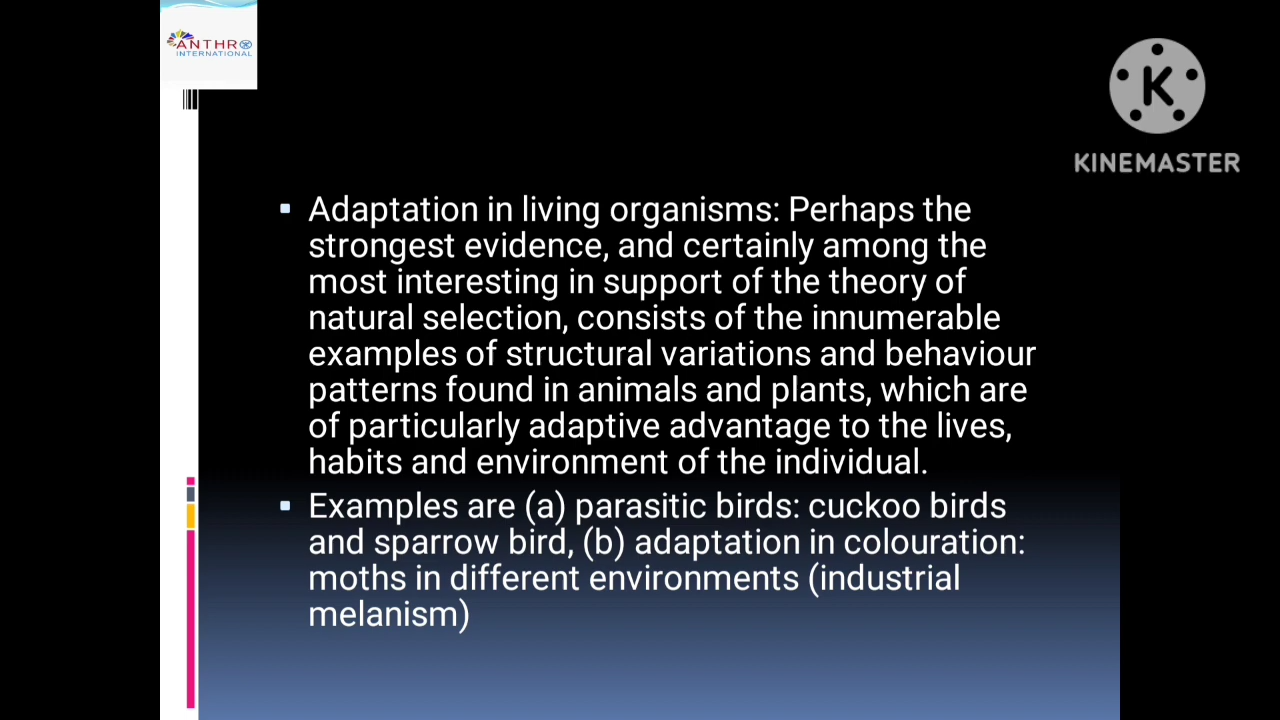 ANTHRO
INTERNATIONAL
K
KINEMASTER
Adaptation in living organisms: Perhaps the
strongest evidence, and certainly among the
most interesting in support of the theory of
natural selection, consists of the innumerable
examples of structural variations and behaviour
patterns found in animals and plants, which are
of particularly adaptive advantage to the lives,
habits and environment of the individual.
Examples are (a) parasitic birds: cuckoo birds
and sparrow bird, (b) adaptation in colouration:
moths in different environments (industrial
melanism)